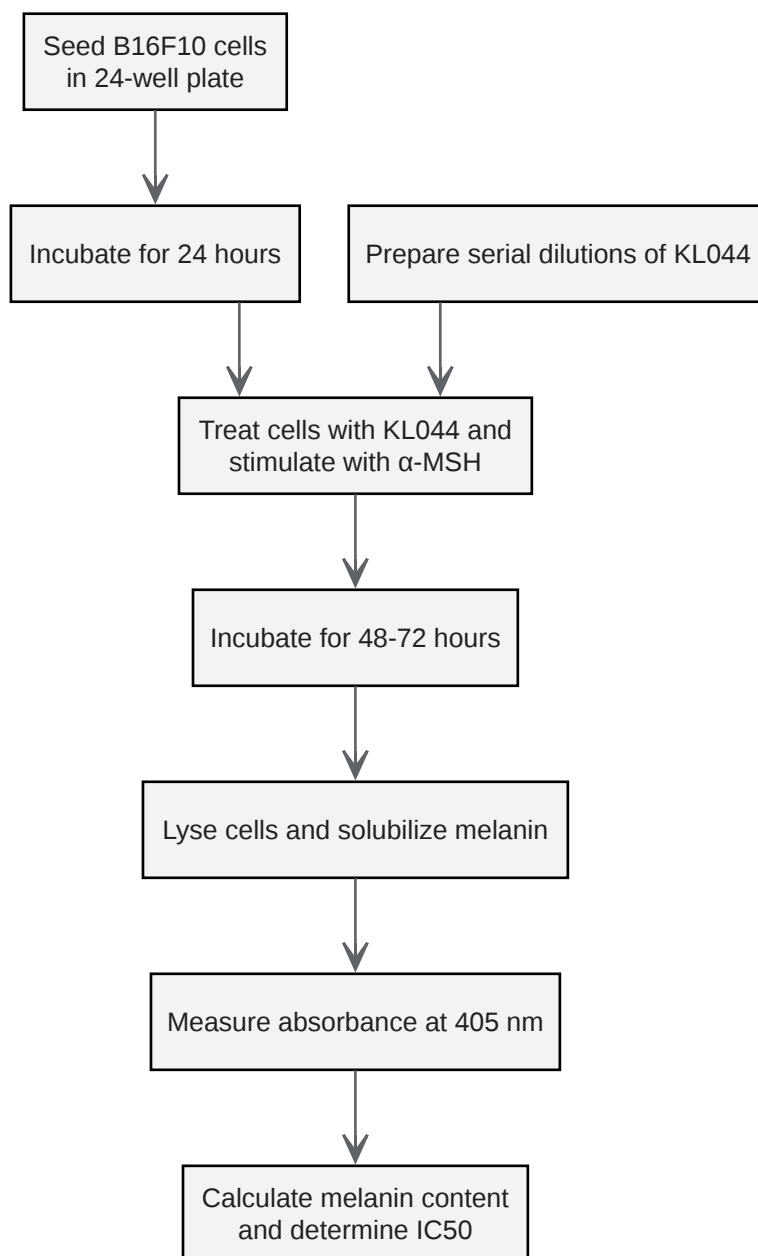 Seed B16F10 cells
in 24-well plate
Incubate for 24 hours
Prepare serial dilutions of KL044
Treat cells with KL044 and
stimulate with α-MSH
Incubate for 48-72 hours
Lyse cells and solubilize melanin
Measure absorbance at 405 nm
Calculate melanin content
and determine IC50